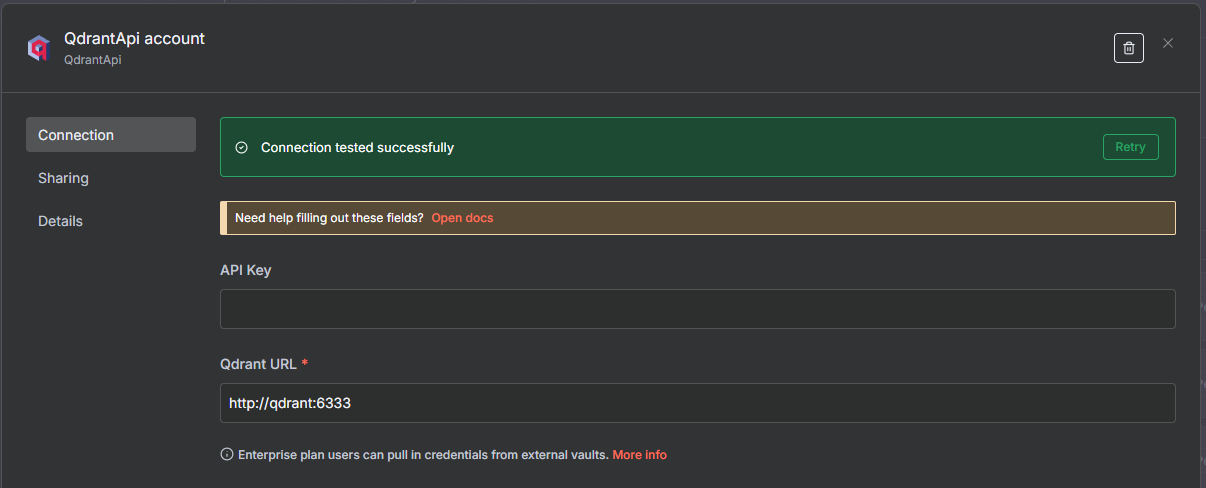 QdrantApi account
QdrantApi
Connection
Sharing
Details
Connection tested successfully
Retry
Need help filling out these fields? Open docs
API Key
Qdrant URL *
http://qdrant:6333
Enterprise plan users can pull in credentials from external vaults. More info